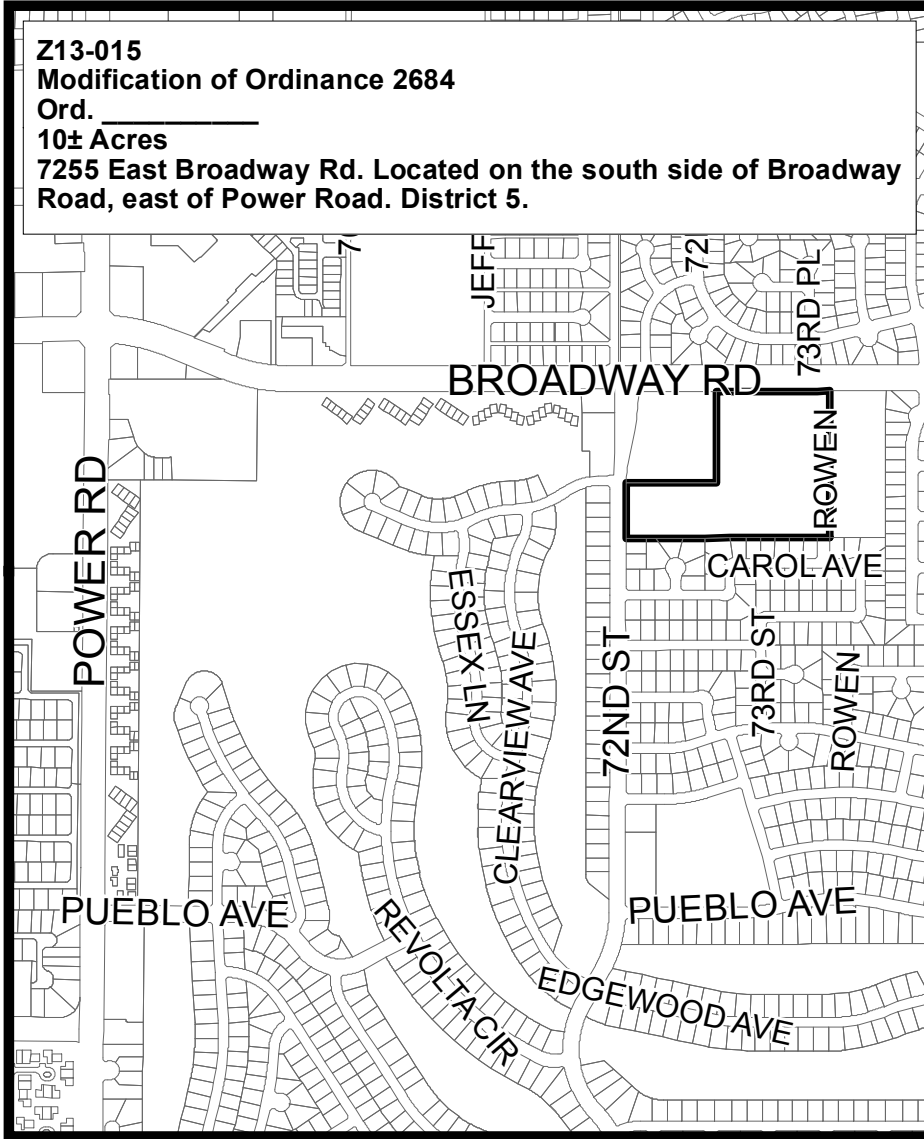 Z13-015
Modification of Ordinance 2684
Ord. __________
10± Acres
7255 East Broadway Rd. Located on the south side of Broadway
Road, east of Power Road. District 5.
JEFF
73RD PL
BROADWAY RD
ROWEN
POWER RD
CAROL AVE
ESSEX LN
CLEARVIEW AVE
72ND ST
73RD ST
ROWEN
PUEBLO AVE
PUEBLO AVE
REVOLTA CIR
EDGEWOOD AVE